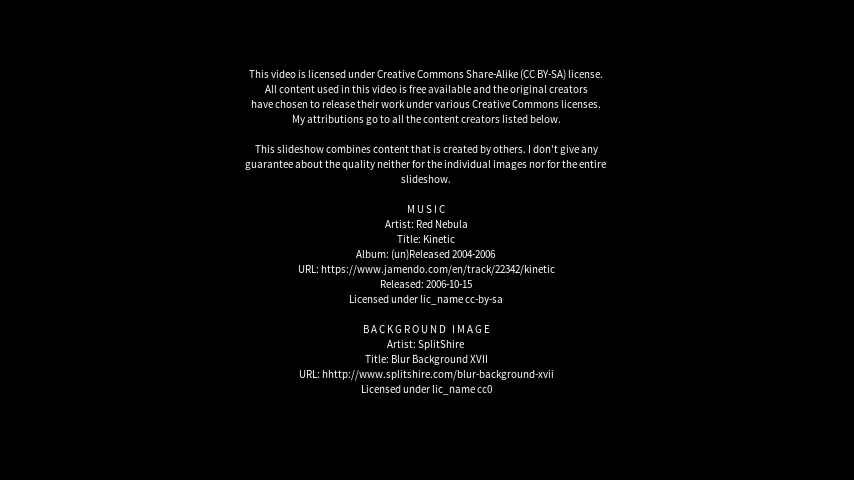 This video is licensed under Creative Commons Share-Alike (CC BY-SA) license.
All content used in this video is free available and the original creators
have chosen to release their work under various Creative Commons licenses.
My attributions go to all the content creators listed below.
This slideshow combines content that is created by others. I don't give any
guarantee about the quality neither for the individual images nor for the entire
slideshow.
MUSIC
Artist: Red Nebula
Title: Kinetic
Album: (un)Released 2004-2006
URL: https://www.jamendo.com/en/track/22342/kinetic
Released: 2006-10-15
Licensed under lic_name cc-by-sa
BACKGROUND IMAGE
Artist: SplitShire
Title: Blur Background XVII
URL: hhttp://www.splitshire.com/blur-background-xvii
Licensed under lic_name cc0